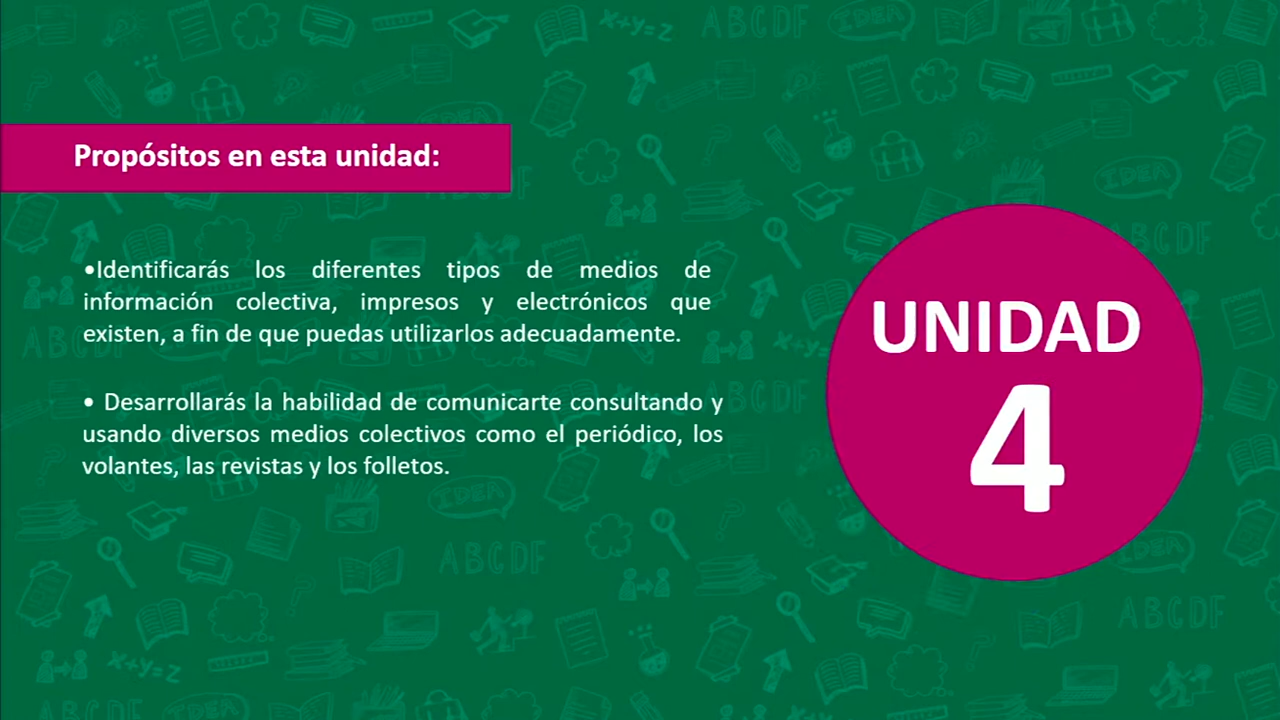 Propósitos en esta unidad:
•Identificarás los diferentes tipos de medios de
información colectiva, impresos y electrónicos que
existen, a fin de que puedas utilizarlos adecuadamente.
• Desarrollarás la habilidad de comunicarte consultando y
usando diversos medios colectivos como el periódico, los
volantes, las revistas y los folletos.
UNIDAD
4